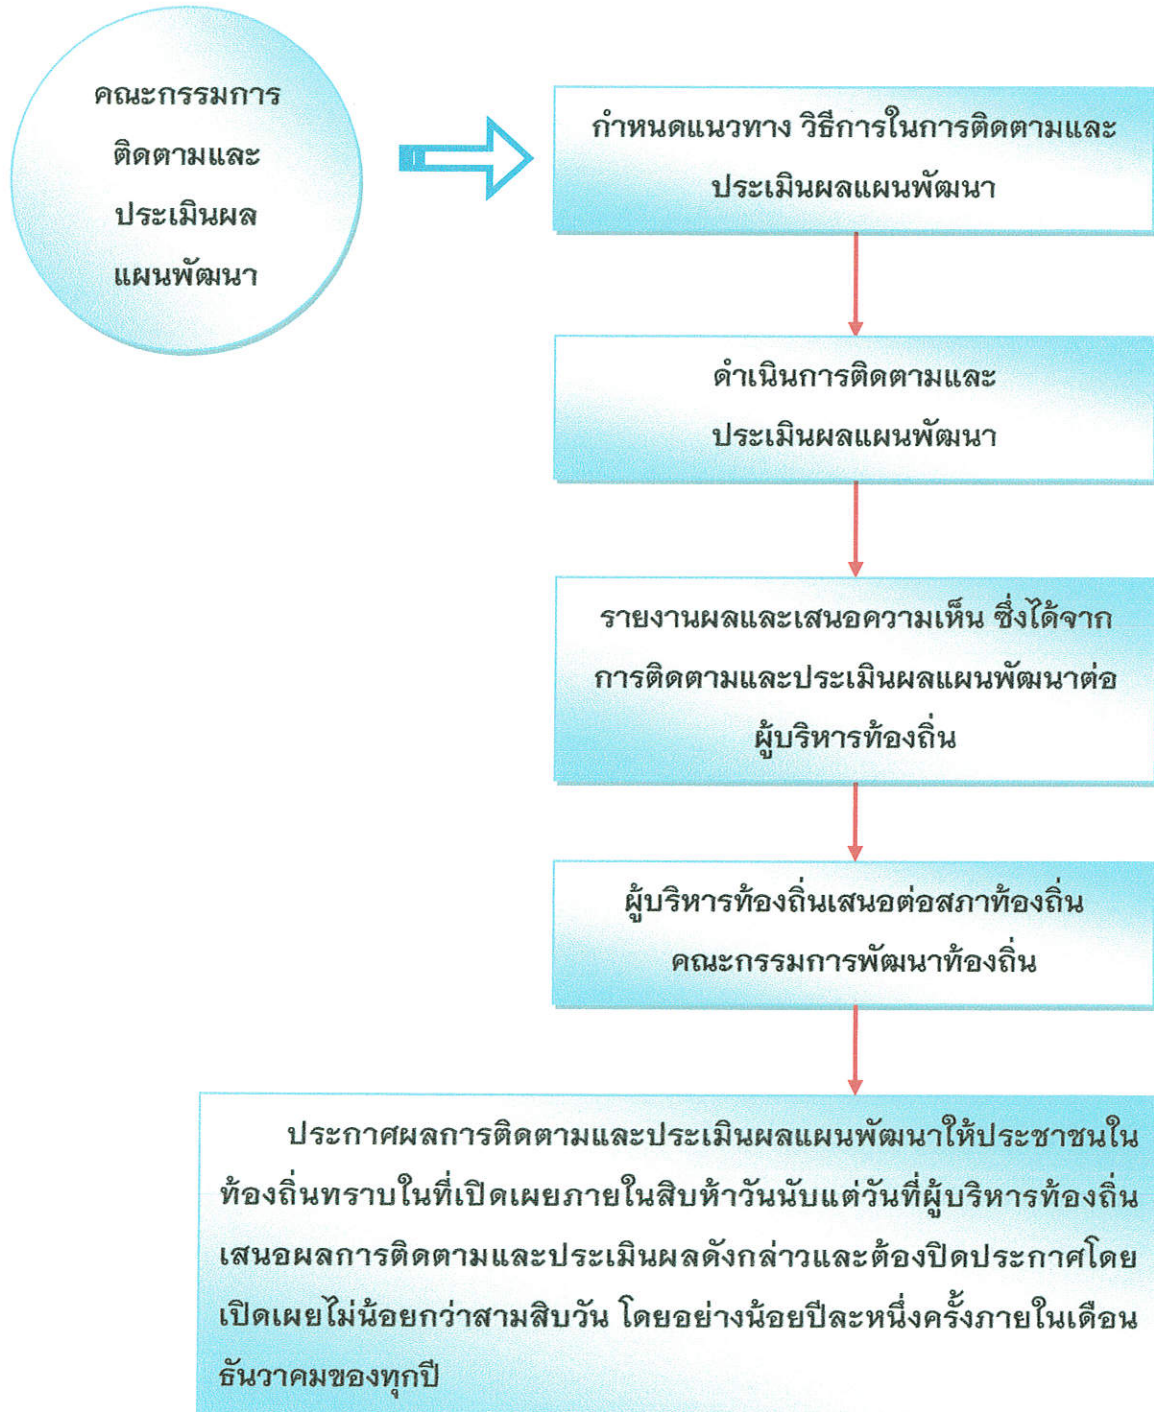 คณะกรรมการ
ติดตามและ
ประเมินผล
แผนพัฒนา
กำหนดแนวทาง วิธีการในการติดตามและ
ประเมินผลแผนพัฒนา
ดำเนินการติดตามและ
ประเมินผลแผนพัฒนา
รายงานผลและเสนอความเห็น ซึ่งได้จาก
การติดตามและประเมินผลแผนพัฒนาต่อ
ผู้บริหารท้องถิ่น
ผู้บริหารท้องถิ่นเสนอต่อสภาท้องถิ่น
คณะกรรมการพัฒนาท้องถิ่น
ประกาศผลการติดตามและประเมินผลแผนพัฒนาให้ประชาชนใน
ท้องถิ่นทราบในที่เปิดเผยภายในสิบห้าวันนับแต่วันที่ผู้บริหารท้องถิ่น
เสนอผลการติดตามและประเมินผลดังกล่าวและต้องปิดประกาศโดย
เปิดเผยไม่น้อยกว่าสามสิบวัน โดยอย่างน้อยปีละหนึ่งครั้งภายในเดือน
ธันวาคมของทุกปี